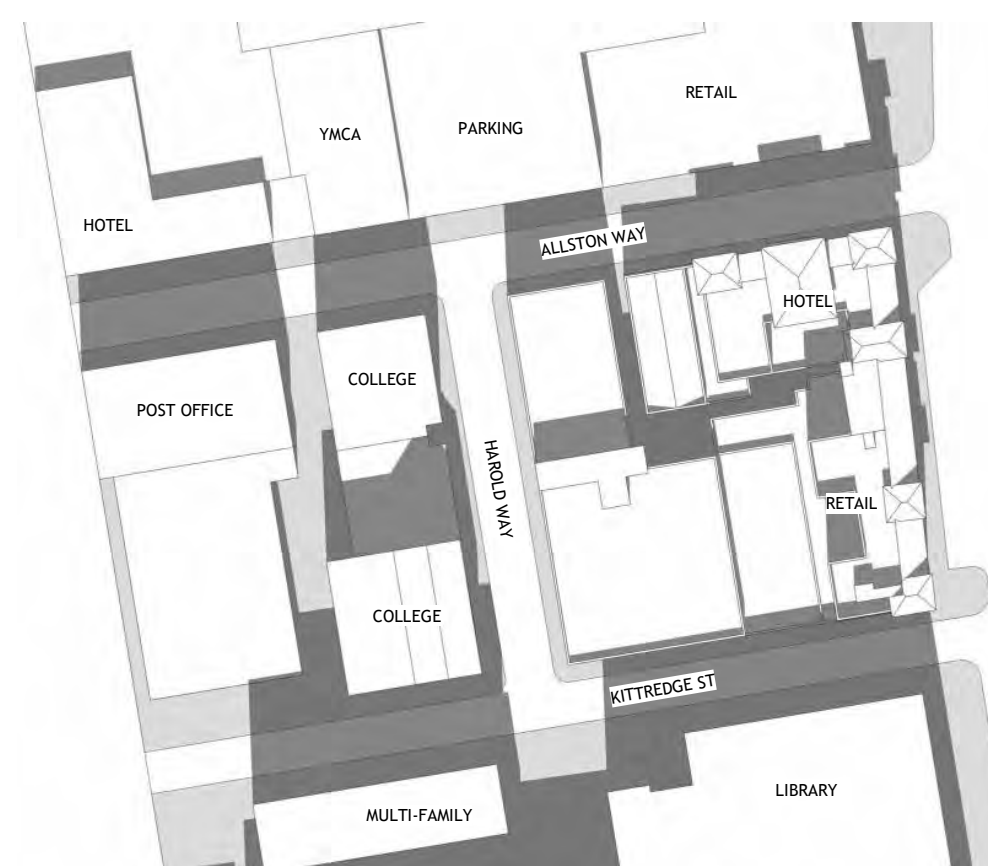 RETAIL
PARKING
YMCA
HOTEL
ALLSTON WAY
HOTEL
COLLEGE
POST OFFICE
HAROLD WAY
RETAIL
COLLEGE
KITTREDGE ST
LIBRARY
MULTI-FAMILY